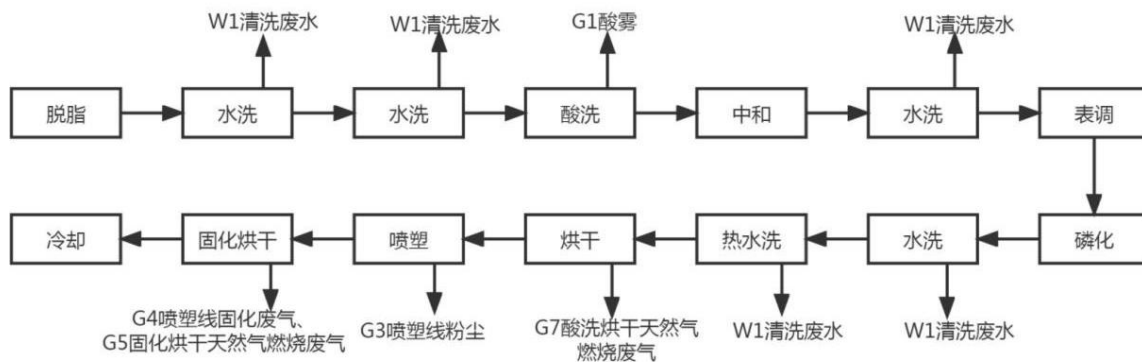 W1清洗废水
W1清洗废水
G1酸雾
W1清洗废水
脱脂
水洗
水洗
酸洗
中和
水洗
表调
冷却
固化烘干
喷塑
烘干
热水洗
水洗
磷化
G4喷塑线固化废气、
G5固化烘干天然气燃烧废气
G3喷塑线粉尘
G7酸洗烘干天然气
燃烧废气
W1清洗废水
W1清洗废水